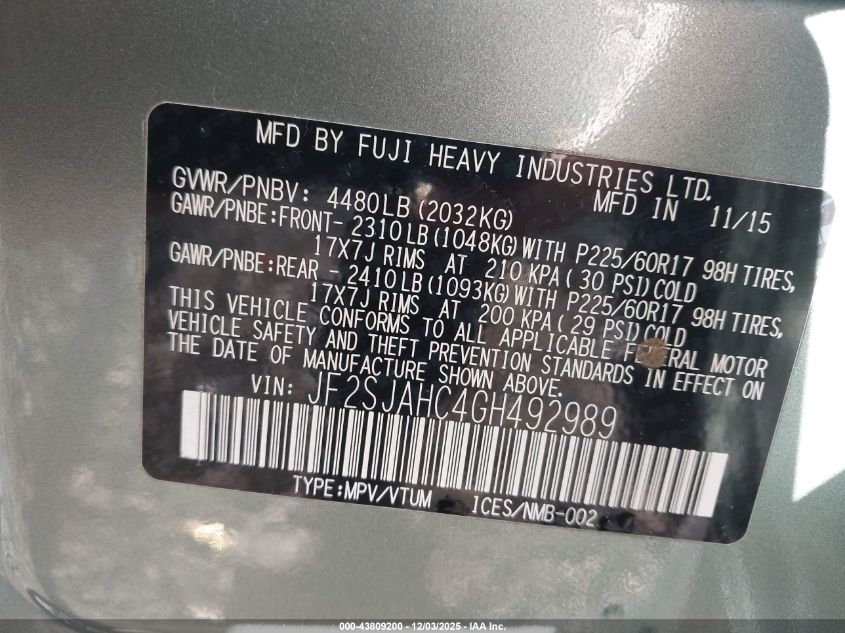 MFD BY FUJI HEAVY INDUSTRIES LTD.
GVWR/PNBV: 4480LB (2032KG) MFD IN 11/15
GAWR/PNBE:FRONT- 2310LB (1048KG) WITH P225/60R17 98H TIRES,
17X7J RIMS AT 210 KPA ( 30 PSI) COLD
GAWR/PNBE:REAR - 2410LB (1093KG) WITH P225/60R17 98H TIRES,
17X7J RIMS AT 200 KPA ( 29 PSI) COLD
THIS VEHICLE CONFORMS TO ALL APPLICABLE FEDERAL MOTOR
VEHICLE SAFETY AND THEFT PREVENTION STANDARDS IN EFFECT ON
THE DATE OF MANUFACTURE SHOWN ABOVE.
VIN: JF2SJAHC4GH492989
TYPE:MPV/VTUM ICES/NMB-002
000-43809200 - 12/03/2025 - IAA Inc.